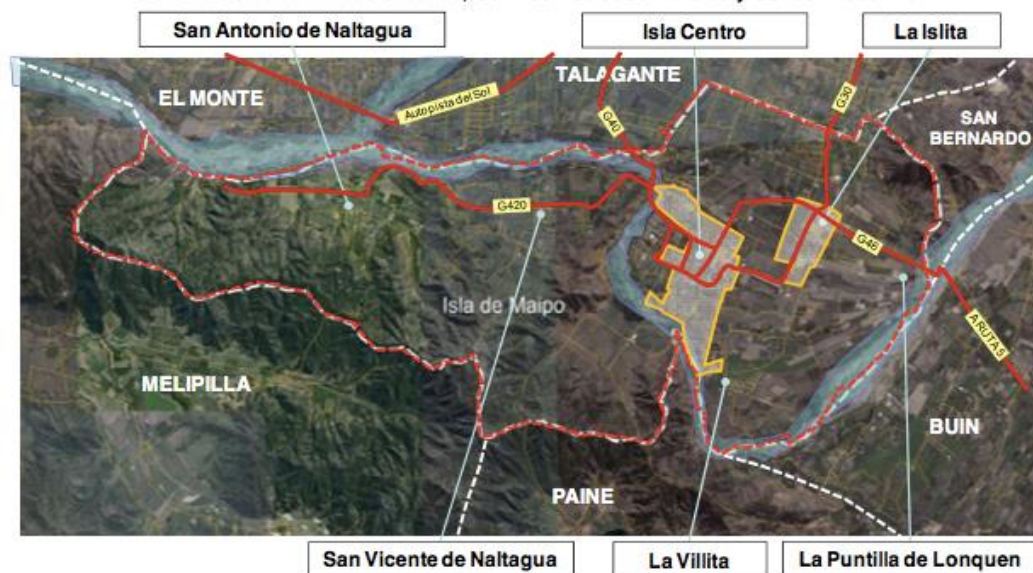 San Antonio de Naltagua
Isla Centro
La Islita
EL MONTE
TALAGANTE
SAN
BERNARDO
Autopista del Sol
G40
G30
G420
G46
Isla de Maipo
A RUTA 5
MELIPILLA
BUIN
PAINE
San Vicente de Naltagua
La Villita
La Puntilla de Lonquen